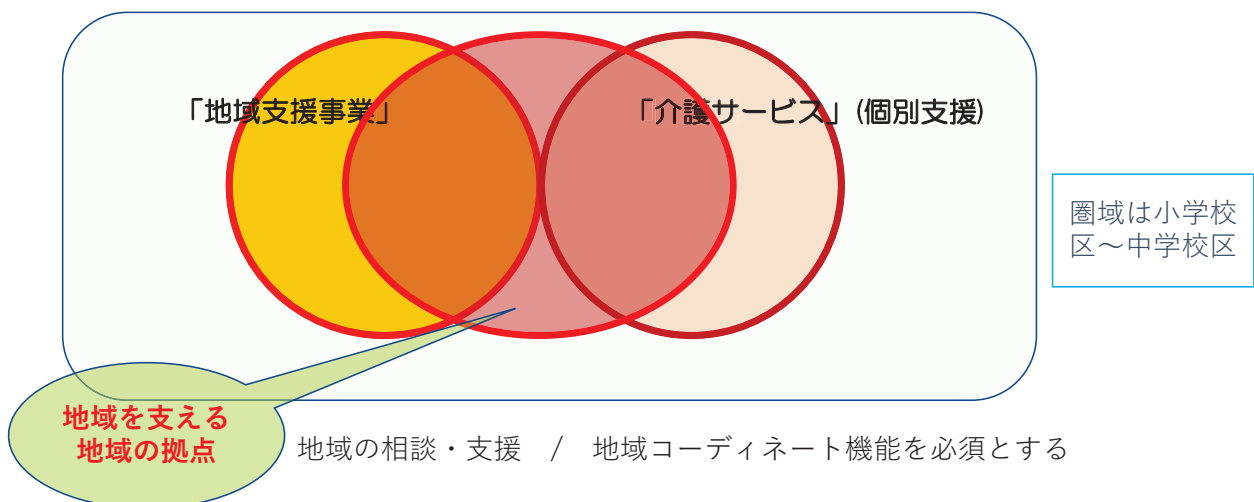 「地域支援事業」
「介護サービス」(個別支援)
圏域は小学校
区～中学校区
地域を支える
地域の拠点
地域の相談・支援 / 地域コーディネート機能を必須とする